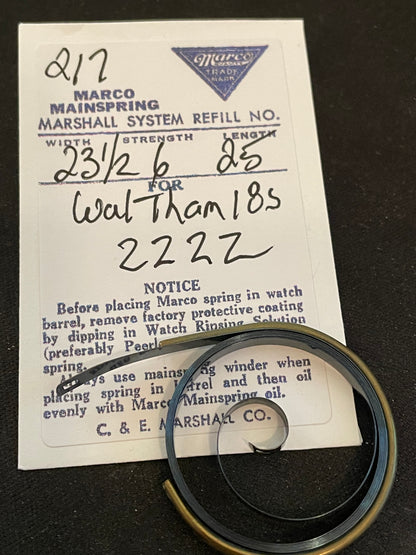 217
Marco
TRADE
MARK
MARCO
MAINSPRING
MARSHALL SYSTEM REFILL NO.
WIDTH STRENGTH LENGTH
23 1/2 6 25
FOR
WalTham 18s
2222
NOTICE
Before placing Marco spring in watch
barrel, remove factory protective coating
by dipping in Watch Rinsing Solution
(preferably
spring.
Always use mainspring winder when
placing spring in barrel and then oil
evenly with Marco Mainspring oil.
C. & E. MARSHALL CO.